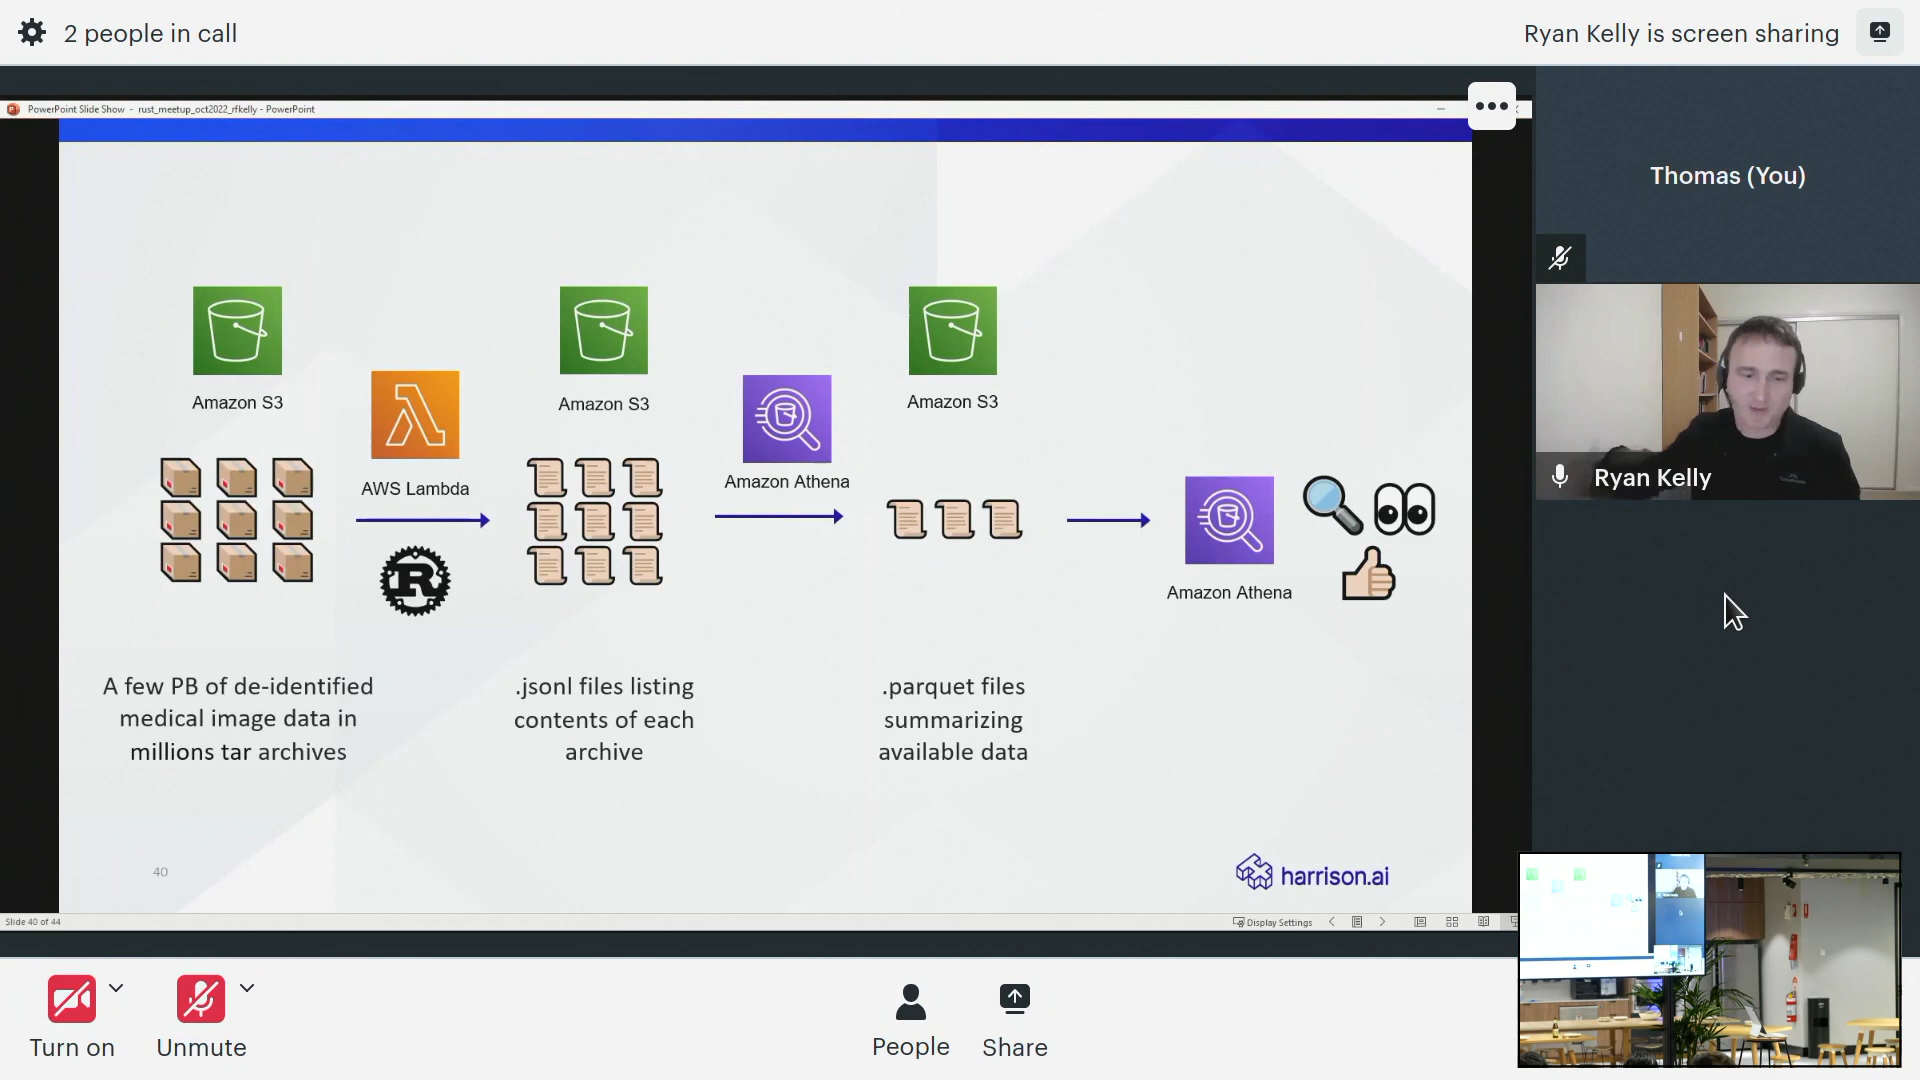 2 people in call
Ryan Kelly is screen sharing
PowerPoint Slide Show - rust_meetup_oct2022_rfkelly - PowerPoint
Thomas (You)
Amazon S3
Amazon S3
Amazon S3
AWS Lambda
Amazon Athena
Amazon Athena
R
Ryan Kelly
A few PB of de-identified
medical image data in
millions tar archives
.jsonl files listing
contents of each
archive
.parquet files
summarizing
available data
40
harrison.ai
Slide 40 of 44
Display Settings
Turn on
Unmute
People
Share